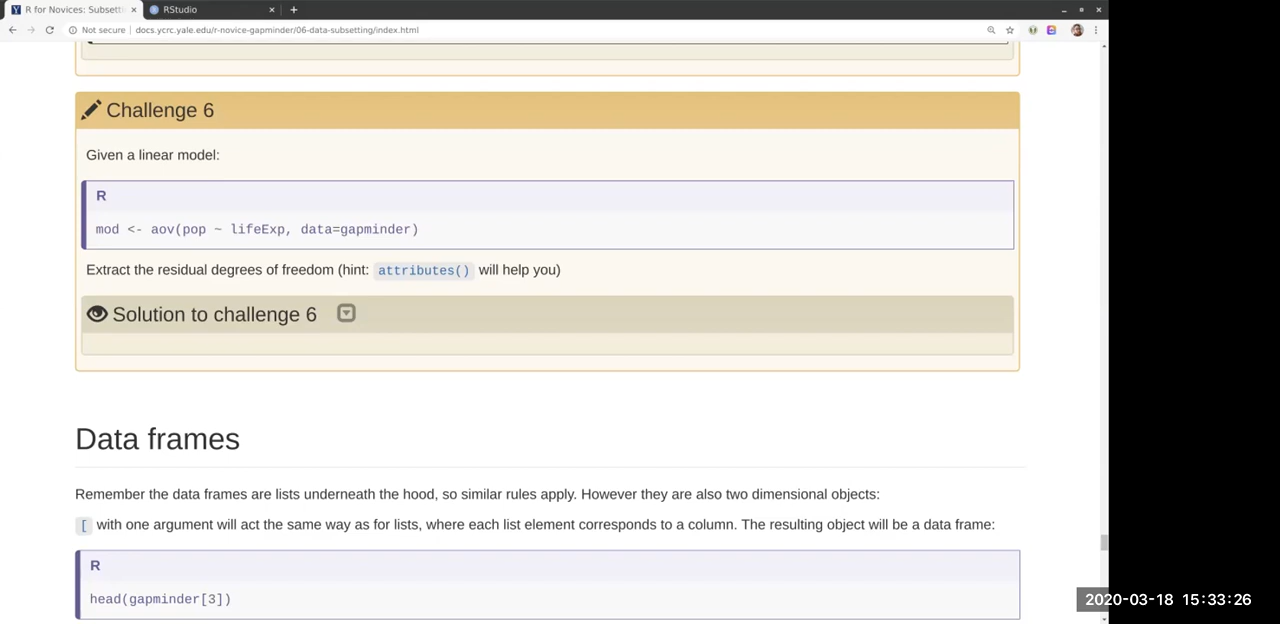 R for Novices: Subsetti
RStudio
Not secure docs.ycrc.yale.edu/r-novice-gapminder/06-data-subsetting/index.html
Challenge 6
Given a linear model:
R
mod <- aov(pop ~ lifeExp, data=gapminder)
Extract the residual degrees of freedom (hint: attributes() will help you)
Solution to challenge 6
Data frames
Remember the data frames are lists underneath the hood, so similar rules apply. However they are also two dimensional objects:
[ with one argument will act the same way as for lists, where each list element corresponds to a column. The resulting object will be a data frame:
R
head(gapminder[3])
2020-03-18 15:33:26